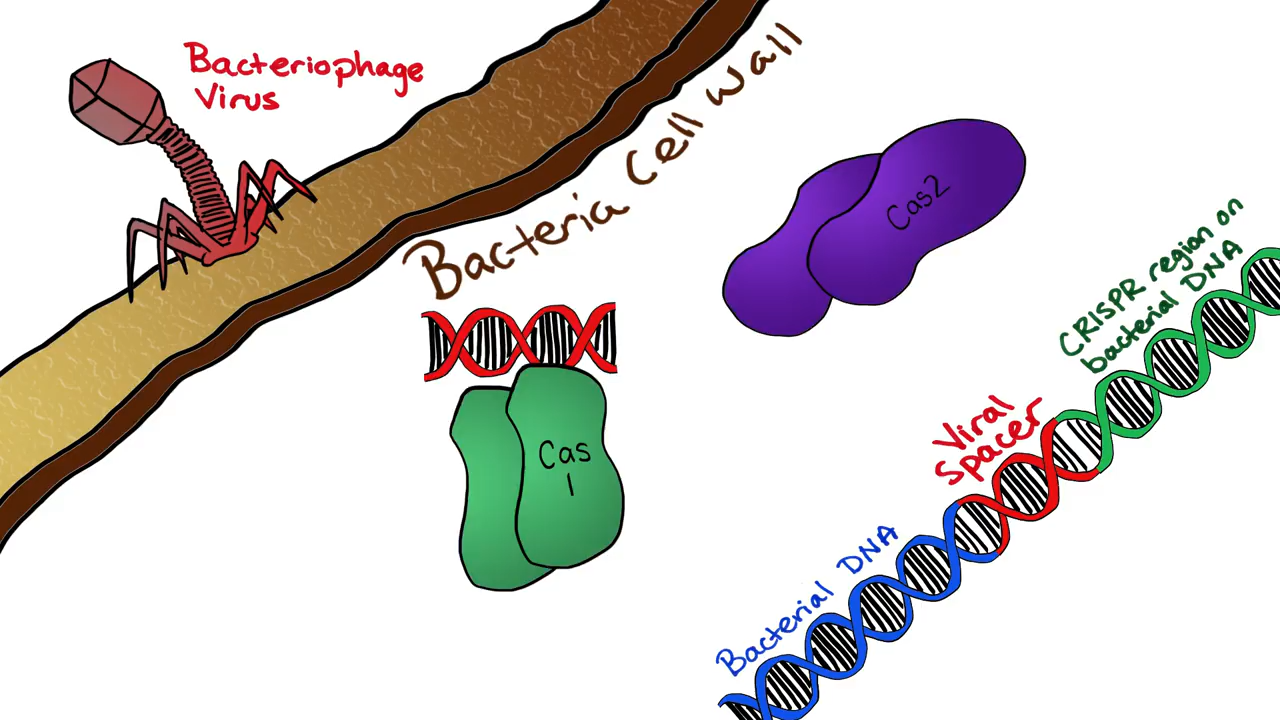 Bacteriophage
Virus
Bacteria Cell Wall
Cas2
CRISPR region on
bacterial DNA
Viral
Spacer
Cas
1
Bacterial DNA